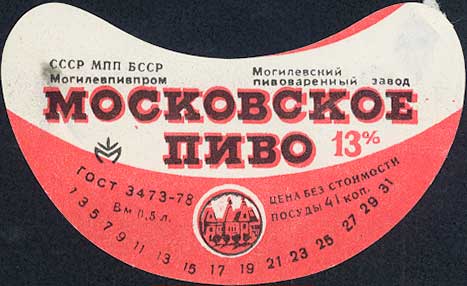 СССР МПП БССР
Могилевпивпром
Могилевский
пивоваренный завод
МОСКОВСКОЕ
ПИВО 13%
ГОСТ 3473-78
Вм 0,5 л.
ЦЕНА БЕЗ СТОИМОСТИ
ПОСУДЫ 41 коп.
1 3 5 7 9 11 13 15 17 19 21 23 25 27 29 31